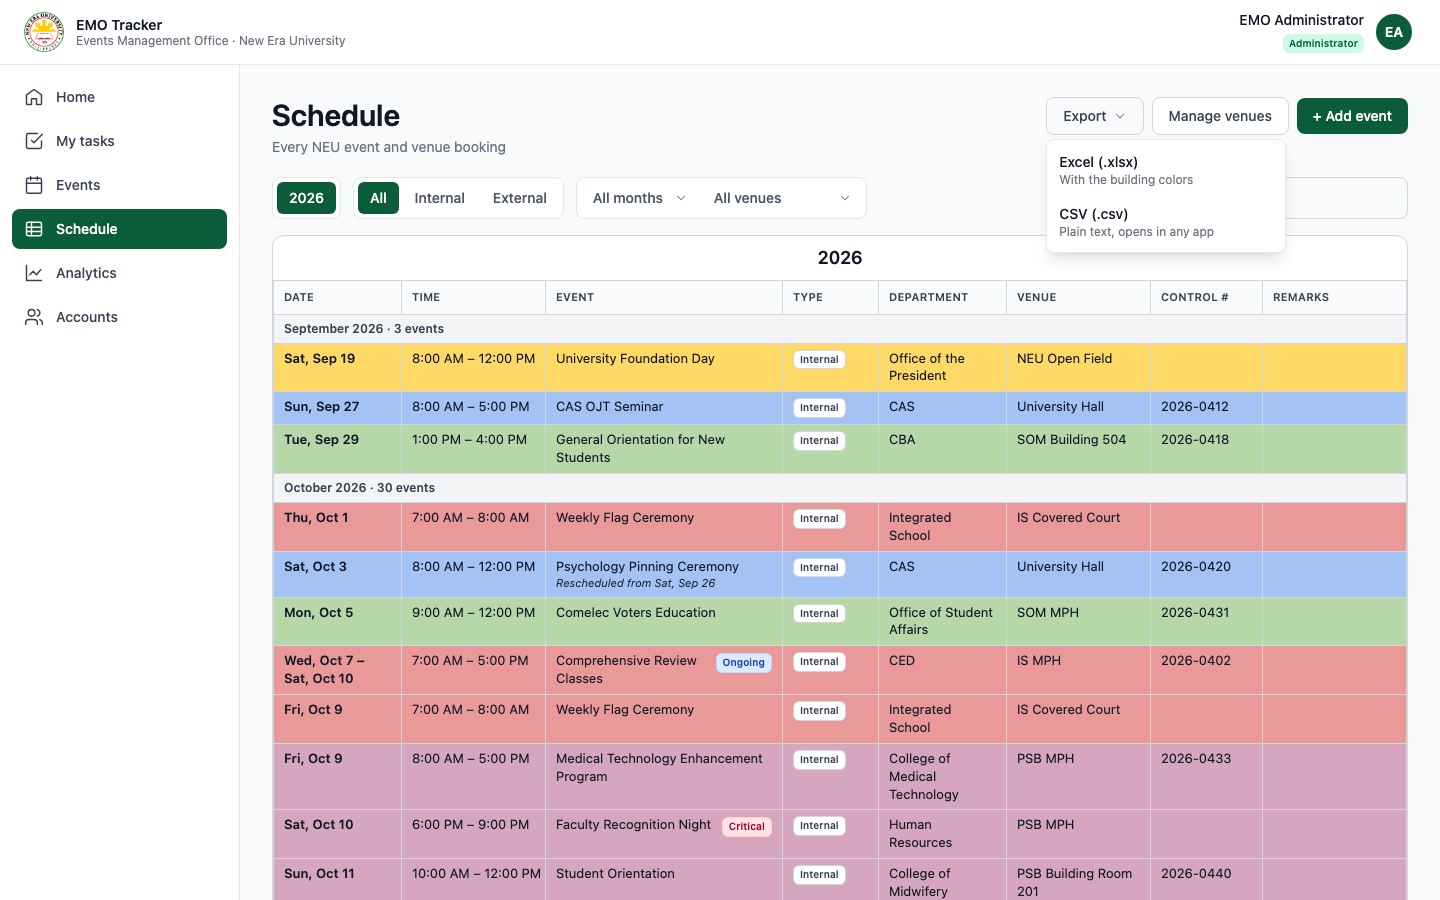 EMO Tracker
Events Management Office · New Era University
EMO Administrator
Administrator
EA
Home
My tasks
Events
Schedule
Analytics
Accounts
Schedule
Every NEU event and venue booking
Export
Manage venues
+ Add event
Excel (.xlsx)
With the building colors
CSV (.csv)
Plain text, opens in any app
2026
All
Internal
External
All months
All venues
2026
DATE TIME EVENT TYPE DEPARTMENT VENUE CONTROL # REMARKS
September 2026 · 3 events
Sat, Sep 19 8:00 AM – 12:00 PM University Foundation Day Internal Office of the NEU Open Field
President
Sun, Sep 27 8:00 AM – 5:00 PM CAS OJT Seminar Internal CAS University Hall 2026-0412
Tue, Sep 29 1:00 PM – 4:00 PM General Orientation for New Internal CBA SOM Building 504 2026-0418
Students
October 2026 · 30 events
Thu, Oct 1 7:00 AM – 8:00 AM Weekly Flag Ceremony Internal Integrated IS Covered Court
School
Sat, Oct 3 8:00 AM – 12:00 PM Psychology Pinning Ceremony Internal CAS University Hall 2026-0420
Rescheduled from Sat, Sep 26
Mon, Oct 5 9:00 AM – 12:00 PM Comelec Voters Education Internal Office of Student SOM MPH 2026-0431
Affairs
Wed, Oct 7 – 7:00 AM – 5:00 PM Comprehensive Review Ongoing Internal CED IS MPH 2026-0402
Sat, Oct 10 Classes
Fri, Oct 9 7:00 AM – 8:00 AM Weekly Flag Ceremony Internal Integrated IS Covered Court
School
Fri, Oct 9 8:00 AM – 5:00 PM Medical Technology Enhancement Internal College of PSB MPH 2026-0433
Program Medical
Technology
Sat, Oct 10 6:00 PM – 9:00 PM Faculty Recognition Night Critical Internal Human PSB MPH
Resources
Sun, Oct 11 10:00 AM – 12:00 PM Student Orientation Internal College of PSB Building Room 2026-0440
Midwifery 201